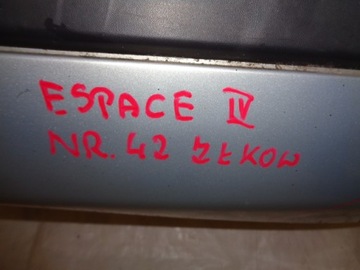 ESPACE IV
NR. 42 ŻŁKOW